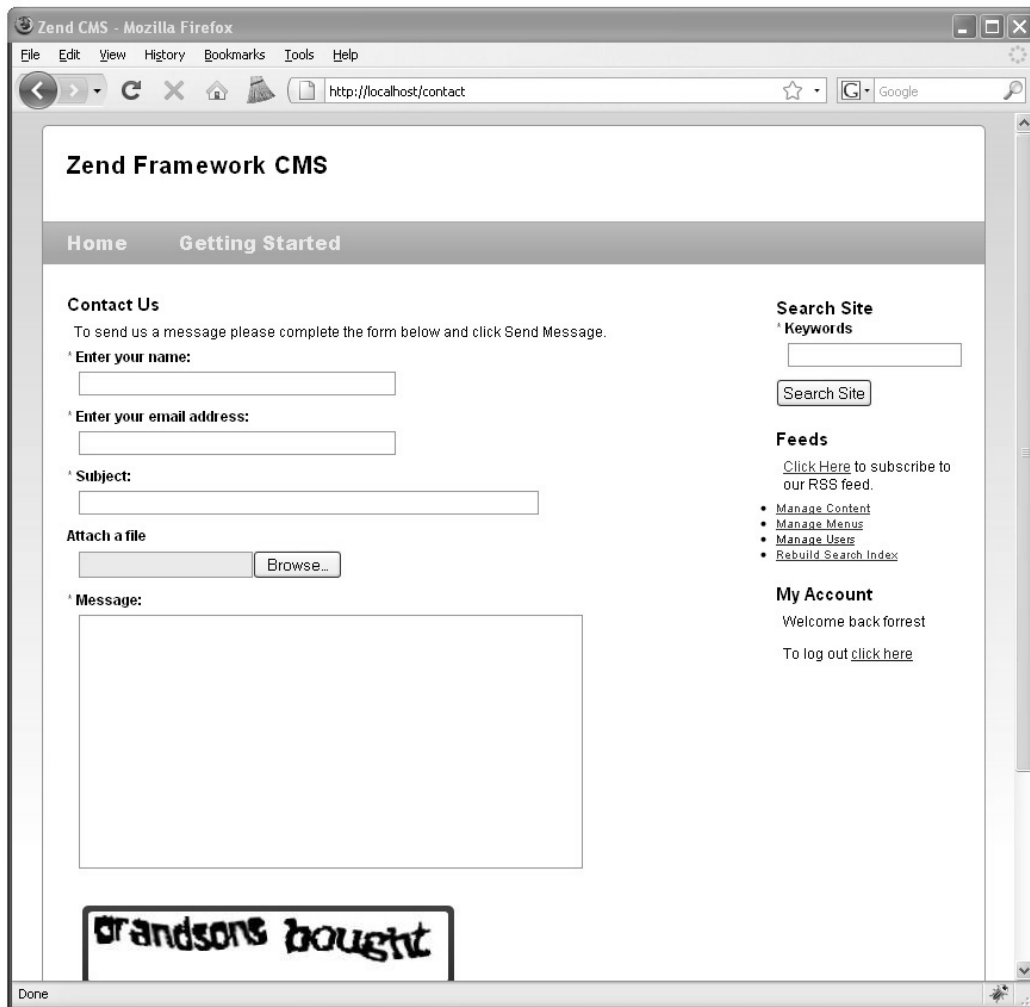 Zend CMS - Mozilla Firefox
File Edit View History Bookmarks Tools Help
http://localhost/contact
G Google
Zend Framework CMS
Home Getting Started
Contact Us
To send us a message please complete the form below and click Send Message.
* Enter your name:
* Enter your email address:
* Subject:
Attach a file
Browse...
* Message:
grandsons bought
Search Site
* Keywords
Search Site
Feeds
Click Here to subscribe to
our RSS feed.
• Manage Content
• Manage Menus
• Manage Users
• Rebuild Search Index
My Account
Welcome back forrest
To log out click here
Done